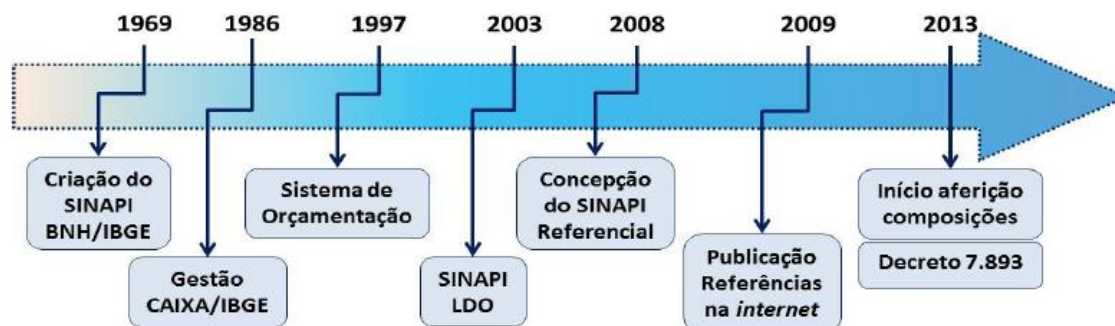 1969
1986
1997
2003
2008
2009
2013
Criação do
SINAPI
BNH/IBGE
Gestão
CAIXA/IBGE
Sistema de
Orçamentação
SINAPI
LDO
Concepção
do SINAPI
Referencial
Publicação
Referências
na internet
Início aferição
composições
Decreto 7.893